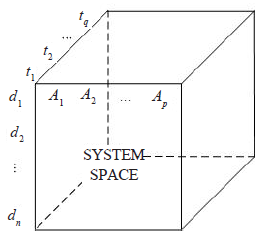 t_q
...
t_2
t_1
d_1 A_1 A_2 ... A_p
d_2
SYSTEM
⋮ SPACE
d_n